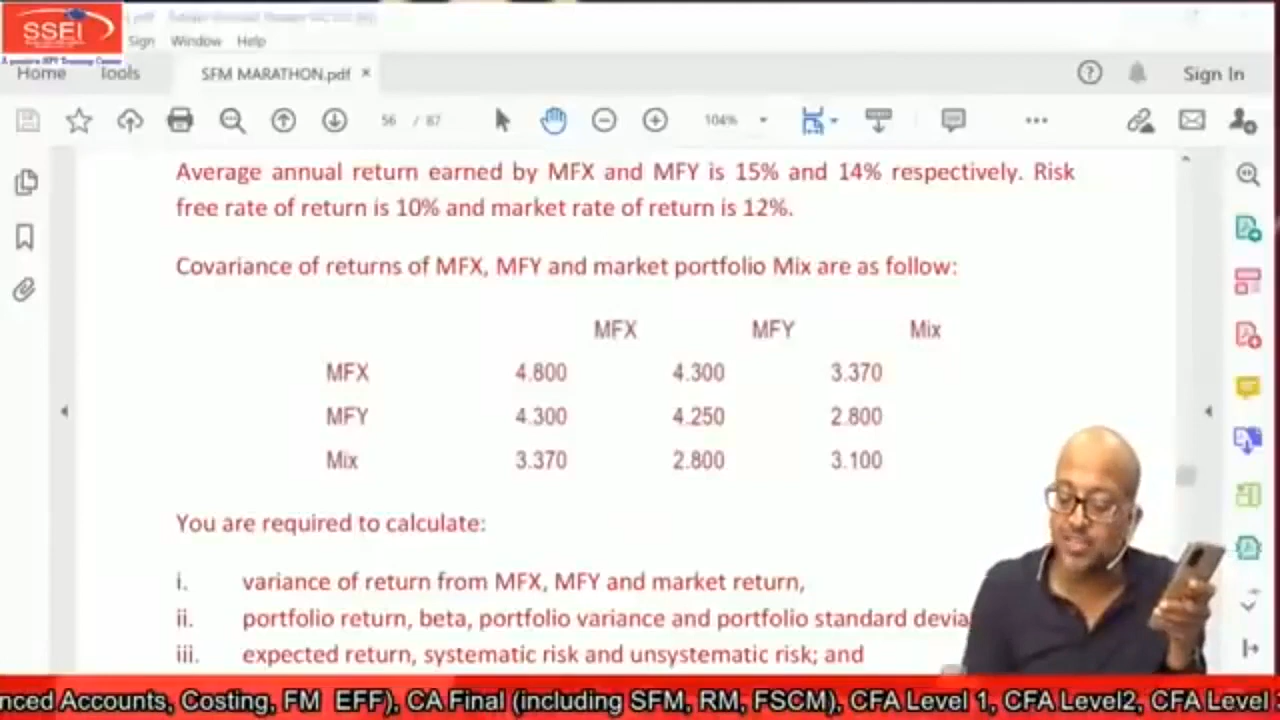 SSEI
Sign Window Help
Home Tools SFM MARATHON.pdf × Sign In
56 / 87 104%
Average annual return earned by MFX and MFY is 15% and 14% respectively. Risk
free rate of return is 10% and market rate of return is 12%.
Covariance of returns of MFX, MFY and market portfolio Mix are as follow:
MFX MFY Mix
MFX 4.800 4.300 3.370
MFY 4.300 4.250 2.800
Mix 3.370 2.800 3.100
You are required to calculate:
i. variance of return from MFX, MFY and market return,
ii. portfolio return, beta, portfolio variance and portfolio standard devia
iii. expected return, systematic risk and unsystematic risk; and
nced Accounts, Costing, FM EFF), CA Final (including SFM, RM, FSCM), CFA Level 1, CFA Level2, CFA Level